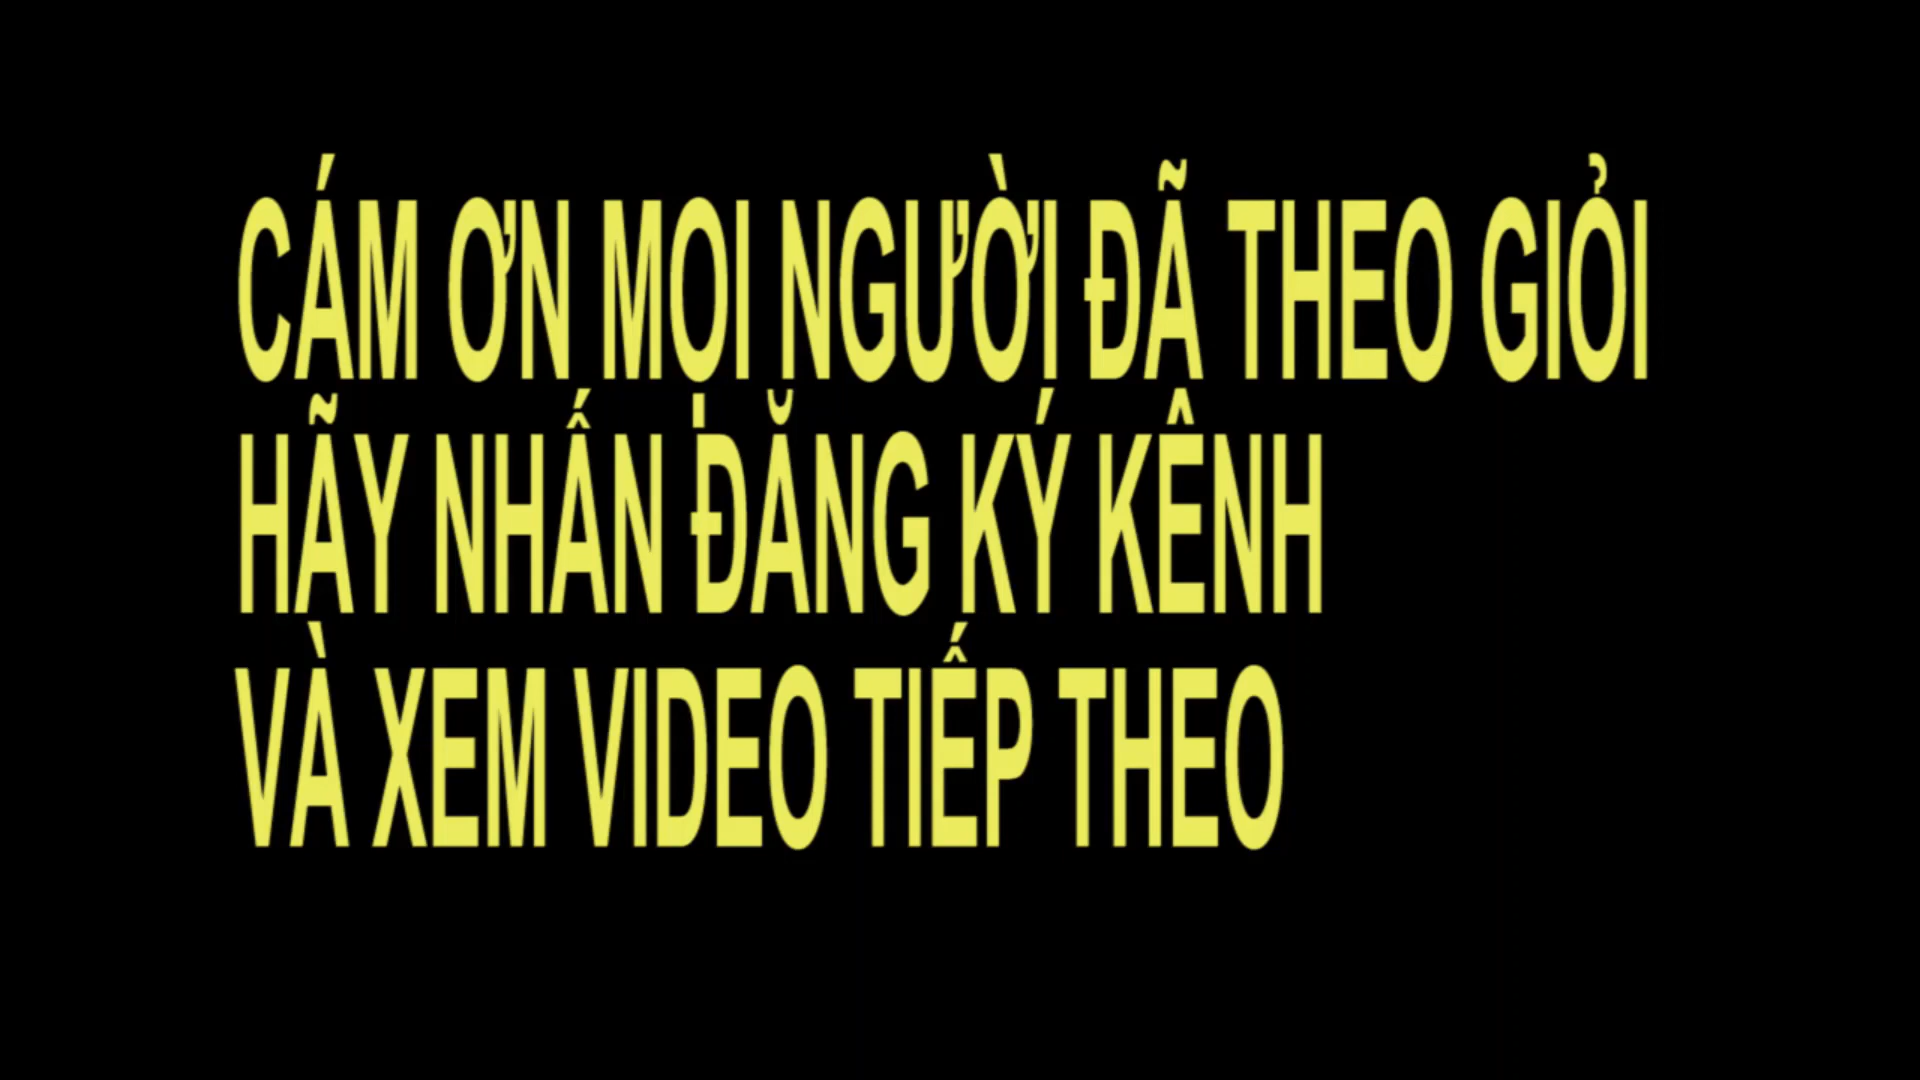 CÁM ƠN MỌI NGƯỜI ĐÃ THEO GIỎI
HÃY NHẤN ĐĂNG KÝ KÊNH
VÀ XEM VIDEO TIẾP THEO